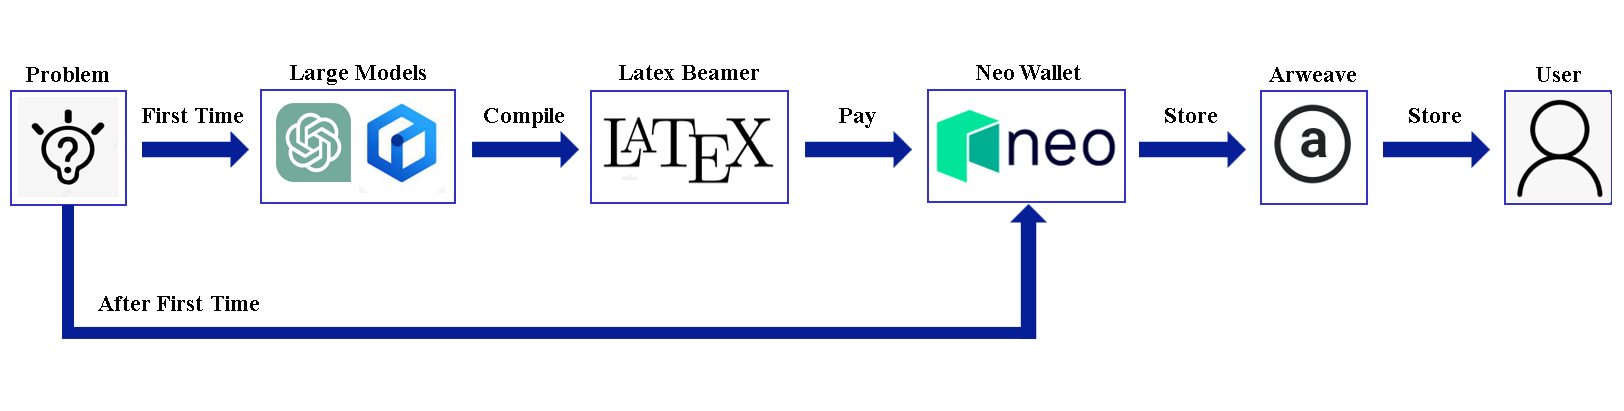 Problem
Large Models
Latex Beamer
Neo Wallet
Arweave
User
First Time
Compile
Pay
Store
Store
?
LATEX
neo
a
After First Time